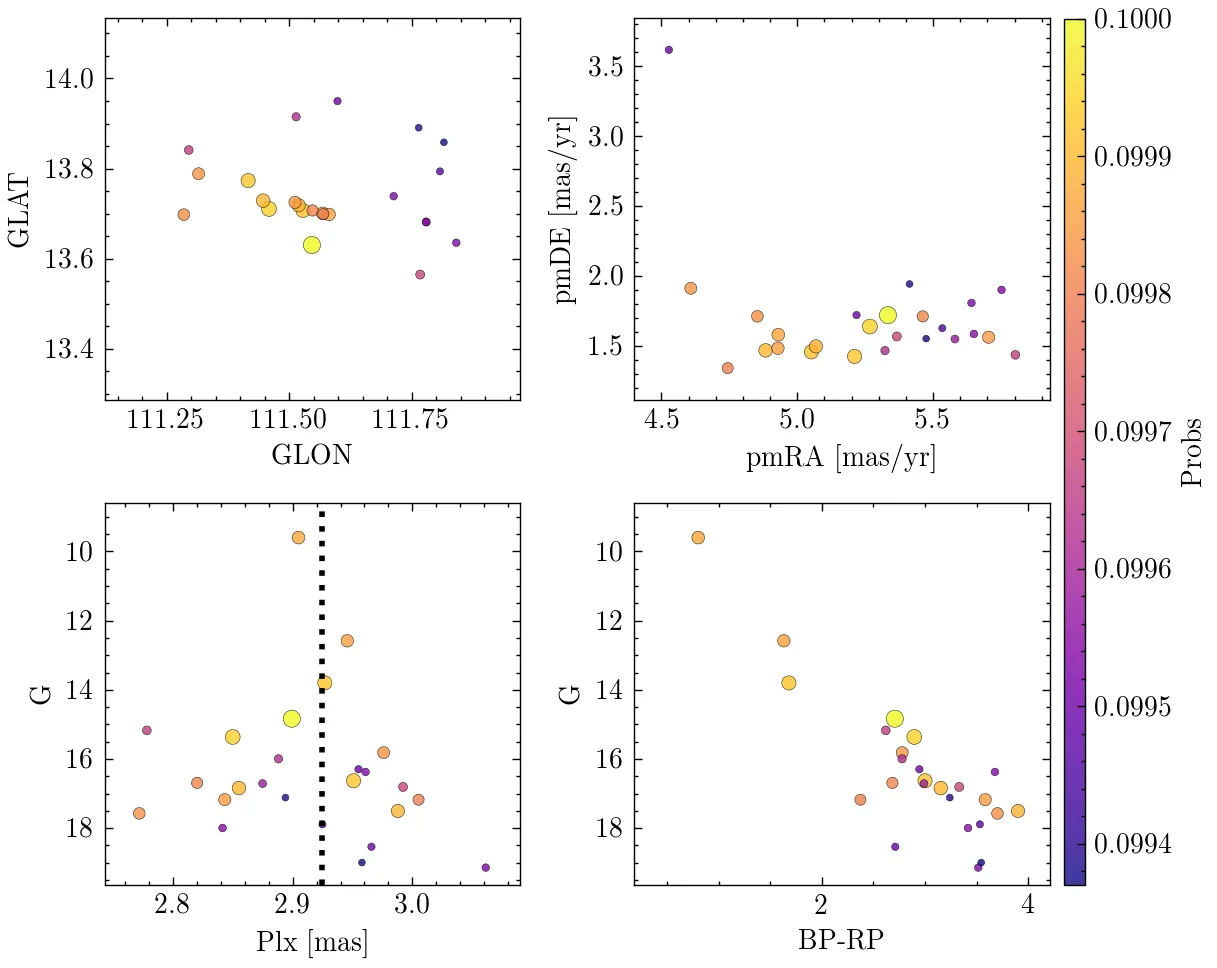 14.0
13.8
13.6
13.4
GLAT
111.25 111.50 111.75
GLON
3.5
3.0
2.5
2.0
1.5
pmDE [mas/yr]
4.5 5.0 5.5
pmRA [mas/yr]
10
12
14
16
18
G
2.8 2.9 3.0
Plx [mas]
10
12
14
16
18
G
2 4
BP-RP
0.1000
0.0999
0.0998
0.0997
0.0996
0.0995
0.0994
Probs